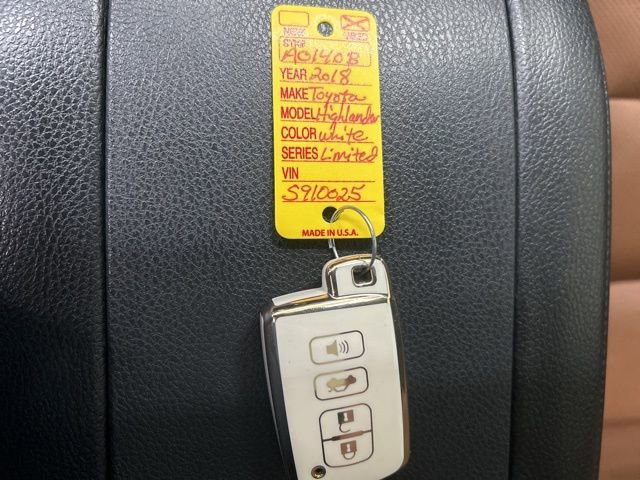 NEW USED
STK# A0140B
YEAR 2018
MAKE Toyota
MODEL Highlander
COLOR white
SERIES Limited
VIN
S910025
MADE IN U.S.A.